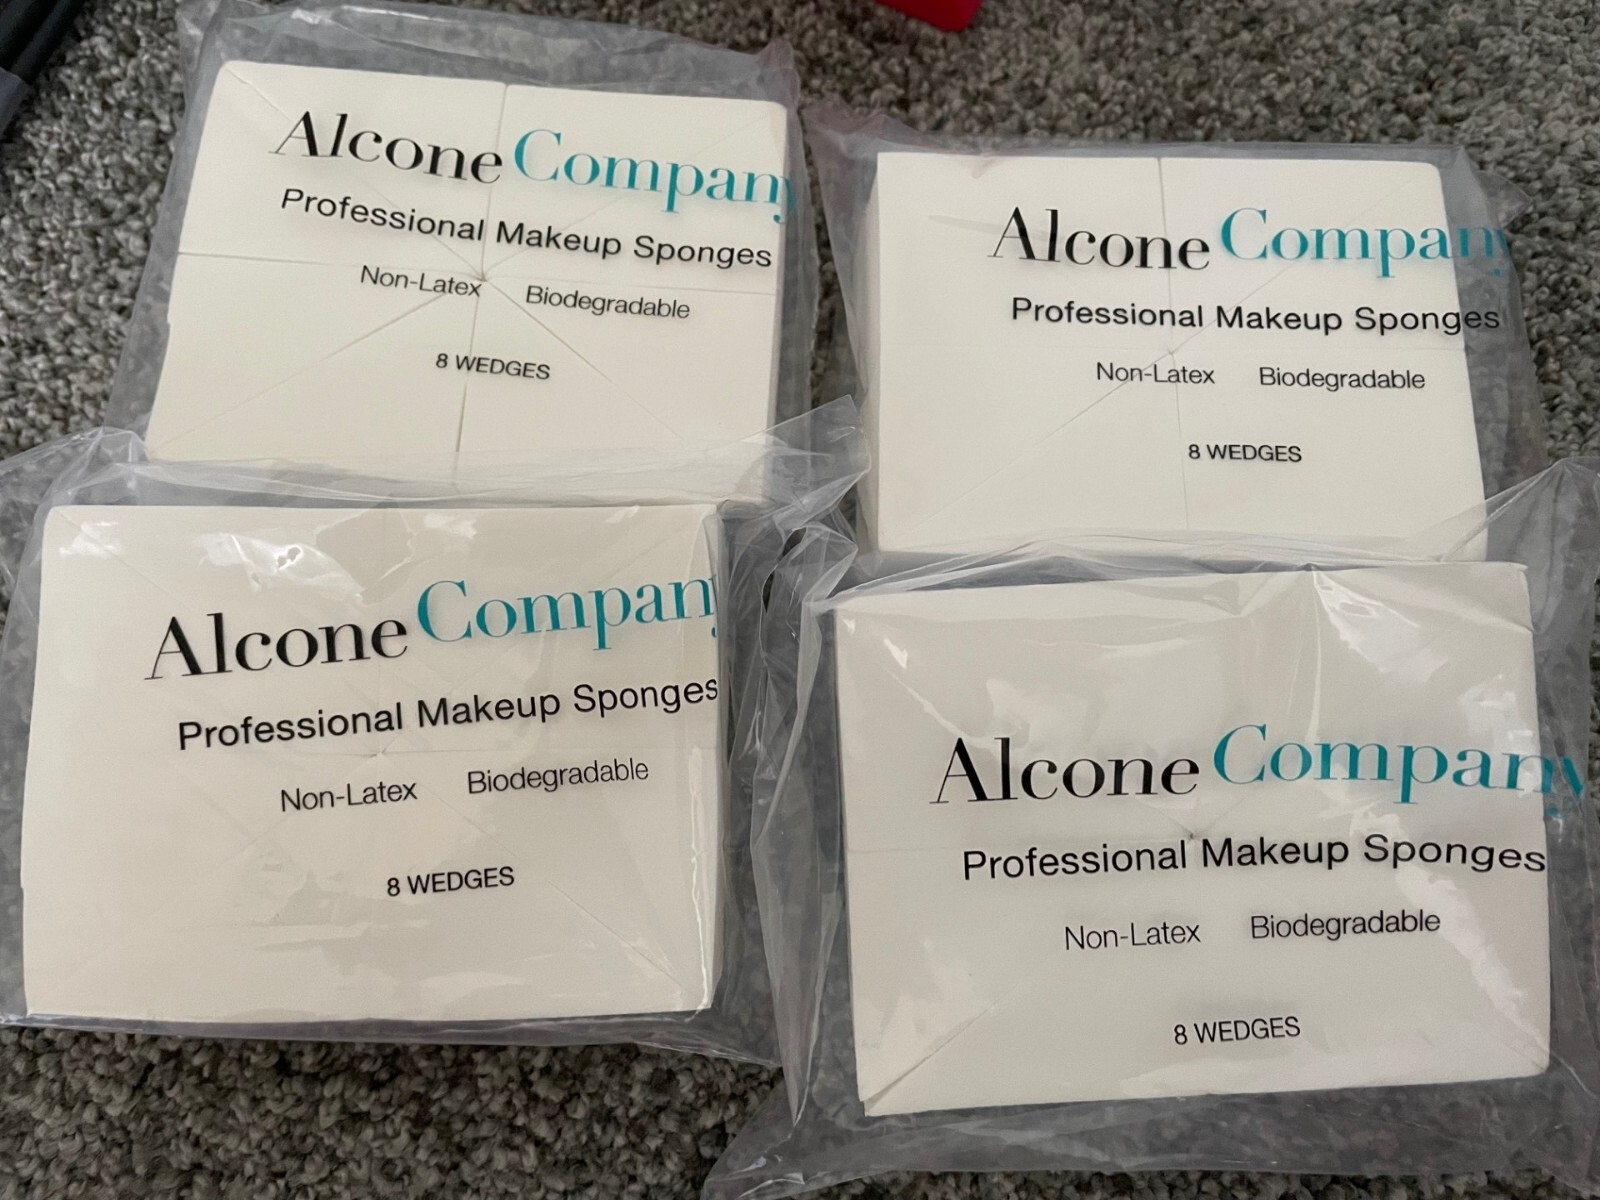 Alcone Company
Professional Makeup Sponges
Non-Latex Biodegradable
8 WEDGES
Alcone Company
Professional Makeup Sponges
Non-Latex Biodegradable
8 WEDGES
Alcone Company
Professional Makeup Sponges
Non-Latex Biodegradable
8 WEDGES
Alcone Company
Professional Makeup Sponges
Non-Latex Biodegradable
8 WEDGES